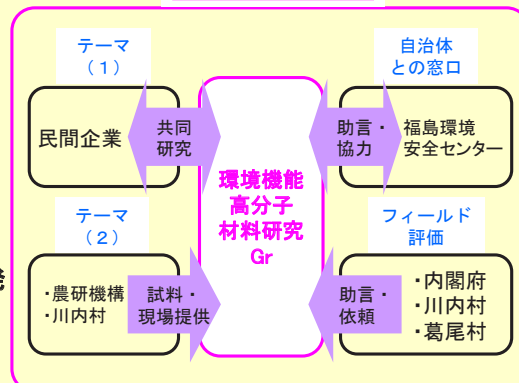 テーマ
（１）
自治体
との窓口
民間企業
共同
研究
助言・
協力
福島環境
安全センター
環境機能
高分子
材料研究
Gr
テーマ
（２）
フィールド
評価
・農研機構
・川内村
試料・
現場提供
助言・
依頼
・内閣府
・川内村
・葛尾村